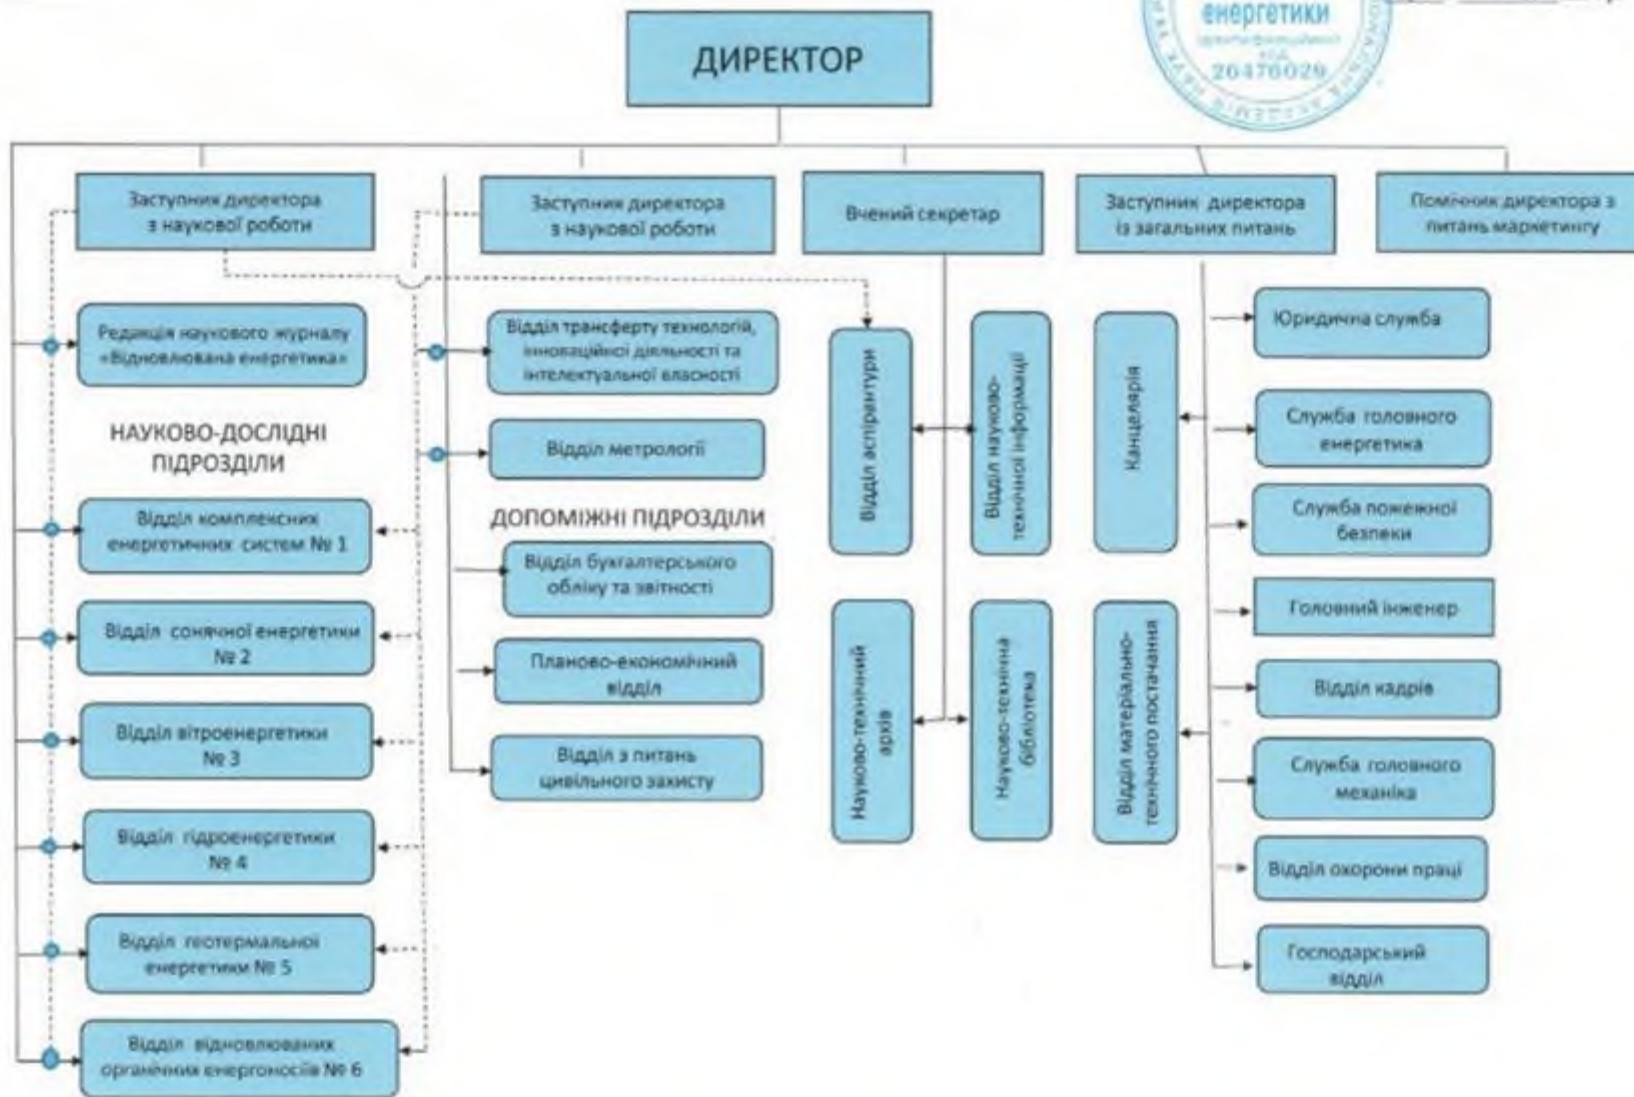 енергетики
26476029
ДИРЕКТОР
Заступник директора
з наукової роботи
Заступник директора
з наукової роботи
Вчений секретар
Заступник директора
із загальних питань
Помічник директора з
питань маркетингу
Редакція наукового журналу
«Відновлювана енергетика»
НАУКОВО-ДОСЛІДНІ
ПІДРОЗДІЛИ
Відділ комплексних
енергетичних систем № 1
Відділ сонячної енергетики
№ 2
Відділ вітроенергетики
№ 3
Відділ гідроенергетики
№ 4
Відділ геотермальної
енергетики № 5
Відділ відновлюваних
органічних енергоносіїв № 6
Відділ трансферту технологій,
інноваційної діяльності та
інтелектуальної власності
Відділ метрології
ДОПОМІЖНІ ПІДРОЗДІЛИ
Відділ бухгалтерського
обліку та звітності
Планово-економічний
відділ
Відділ з питань
цивільного захисту
Відділ аспірантури
Відділ науково-
технічної інформації
Науково-технічний
архів
Науково-технічна
бібліотека
Канцелярія
Відділ матеріально-
технічного постачання
Юридична служба
Служба головного
енергетика
Служба пожежної
безпеки
Головний інженер
Відділ кадрів
Служба головного
механіка
Відділ охорони праці
Господарський
відділ